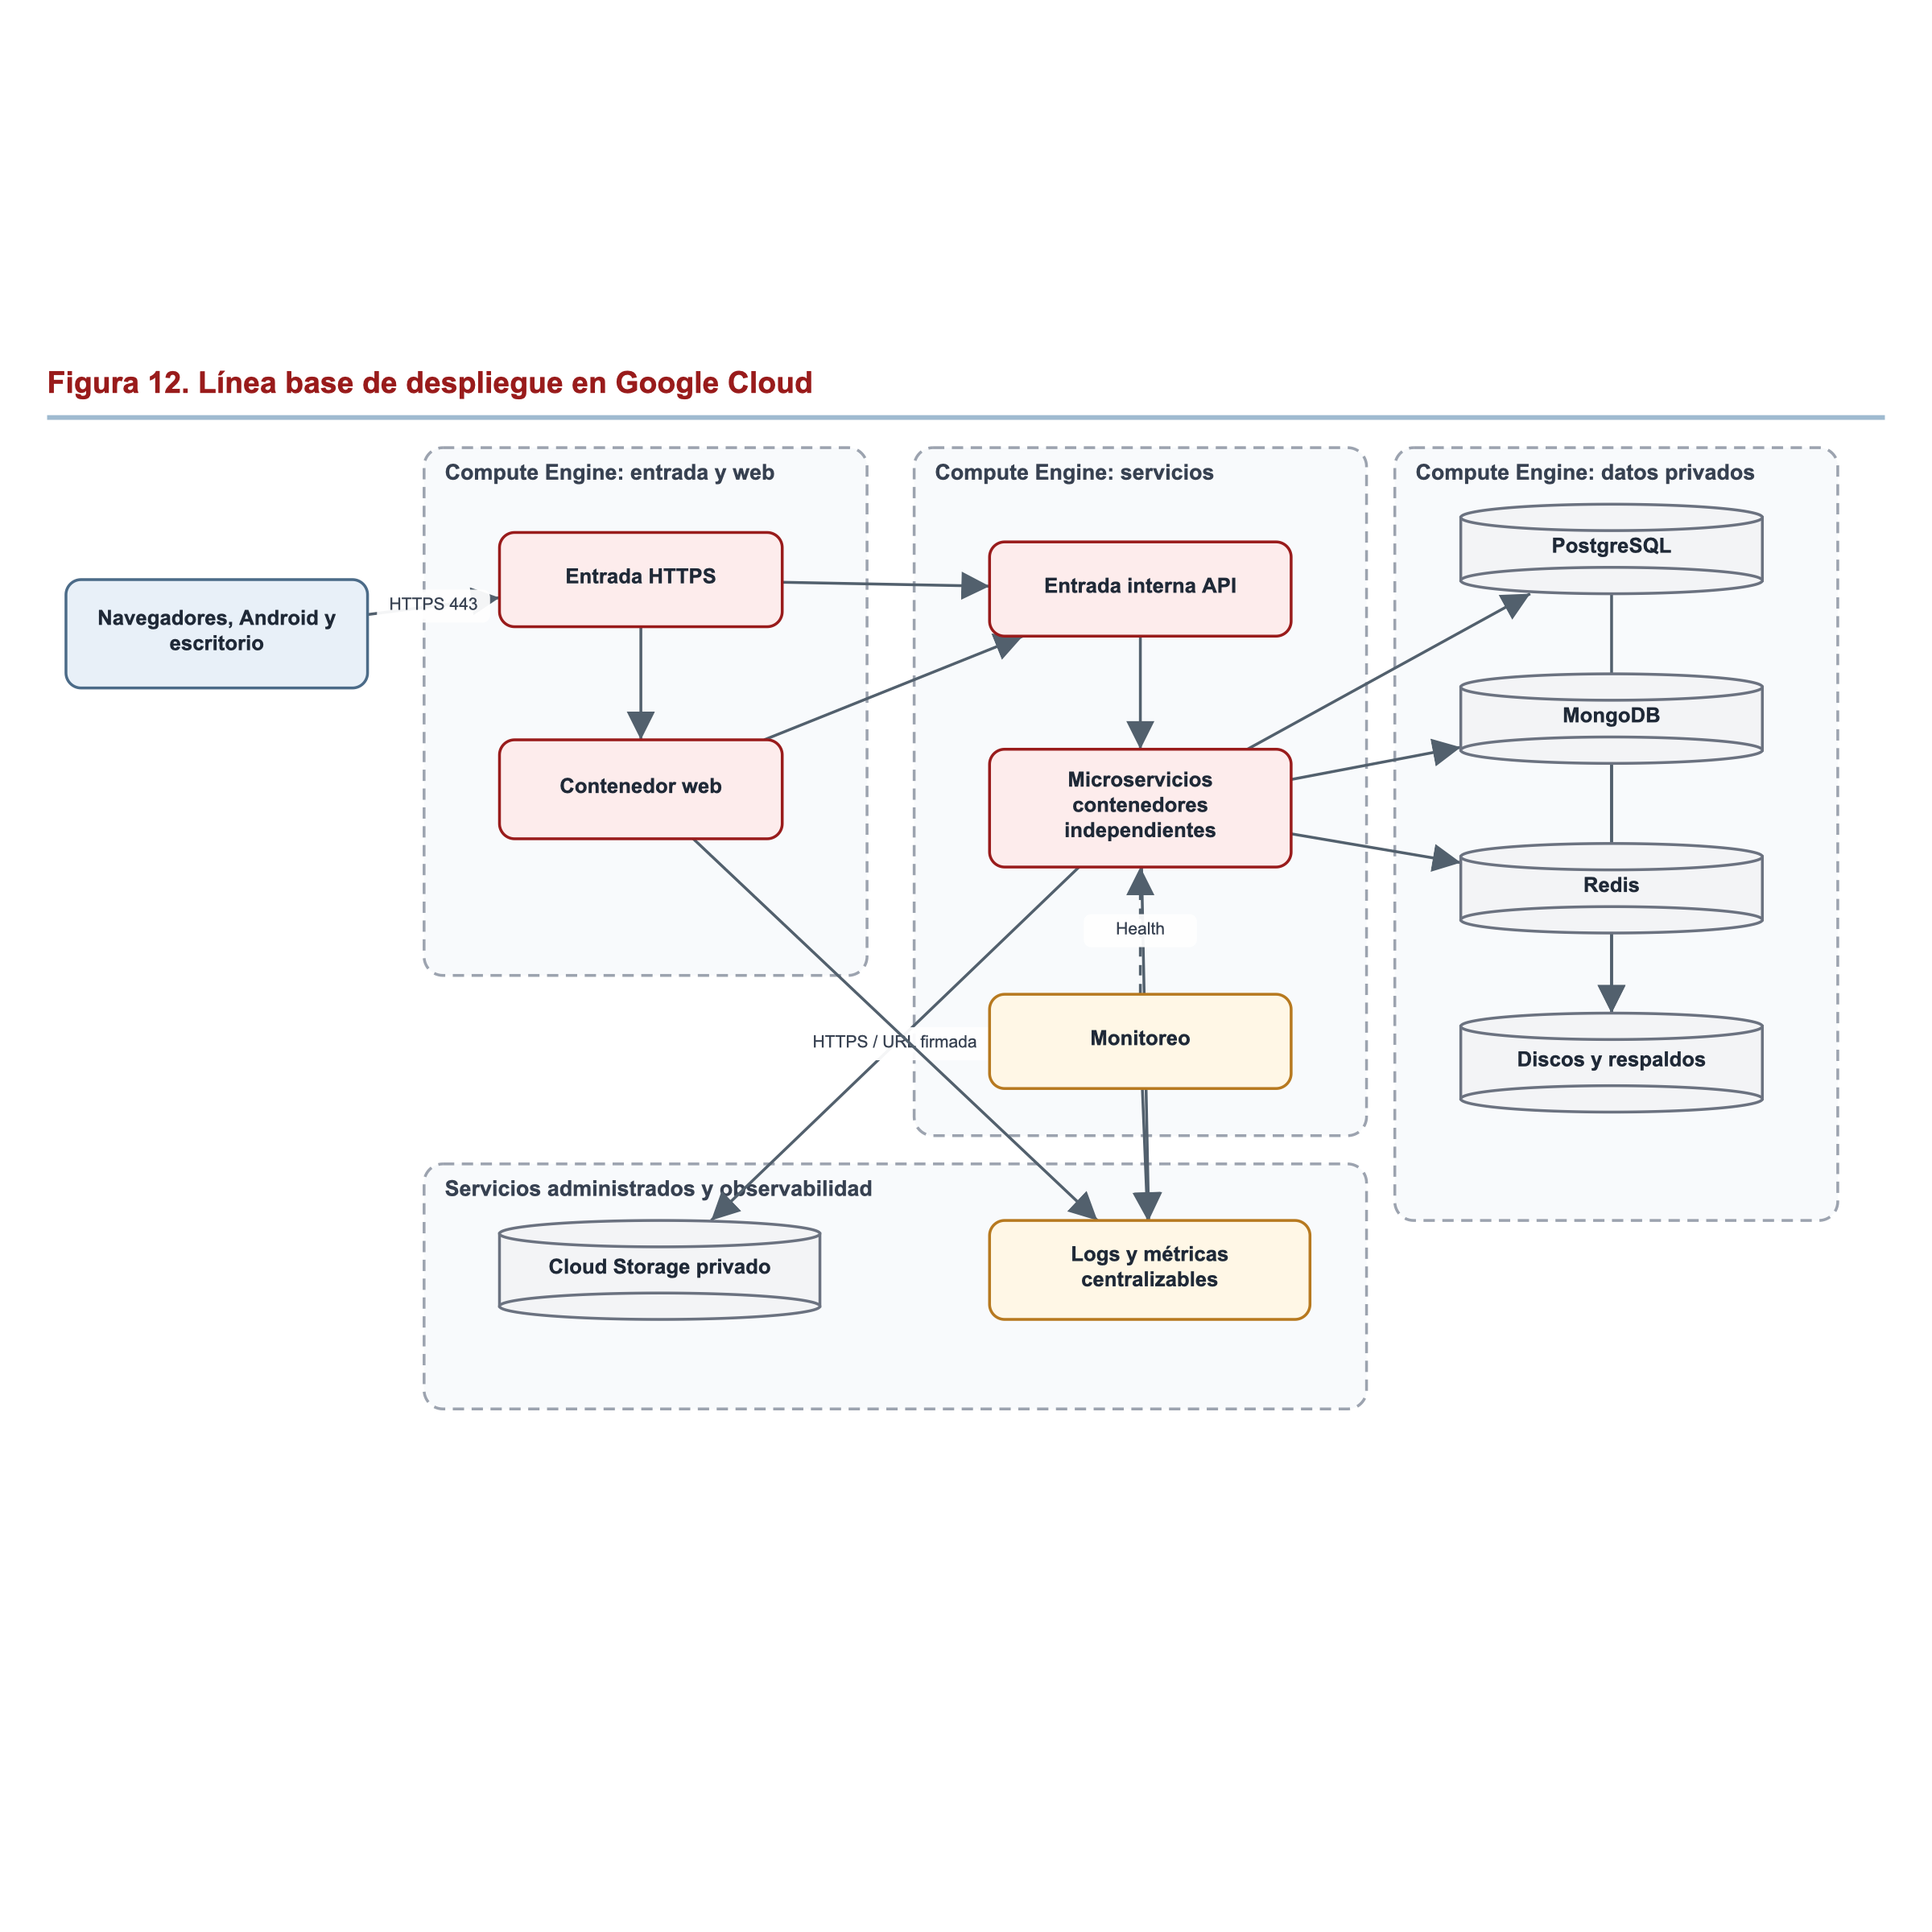 Figura 12. Línea base de despliegue en Google Cloud
Compute Engine: entrada y web
Compute Engine: servicios
Compute Engine: datos privados
Navegadores, Android y
escritorio
HTTPS 443
Entrada HTTPS
Entrada interna API
PostgreSQL
Contenedor web
Microservicios
contenedores
independientes
MongoDB
Redis
Health
HTTPS / URL firmada
Monitoreo
Discos y respaldos
Servicios administrados y observabilidad
Cloud Storage privado
Logs y métricas
centralizables